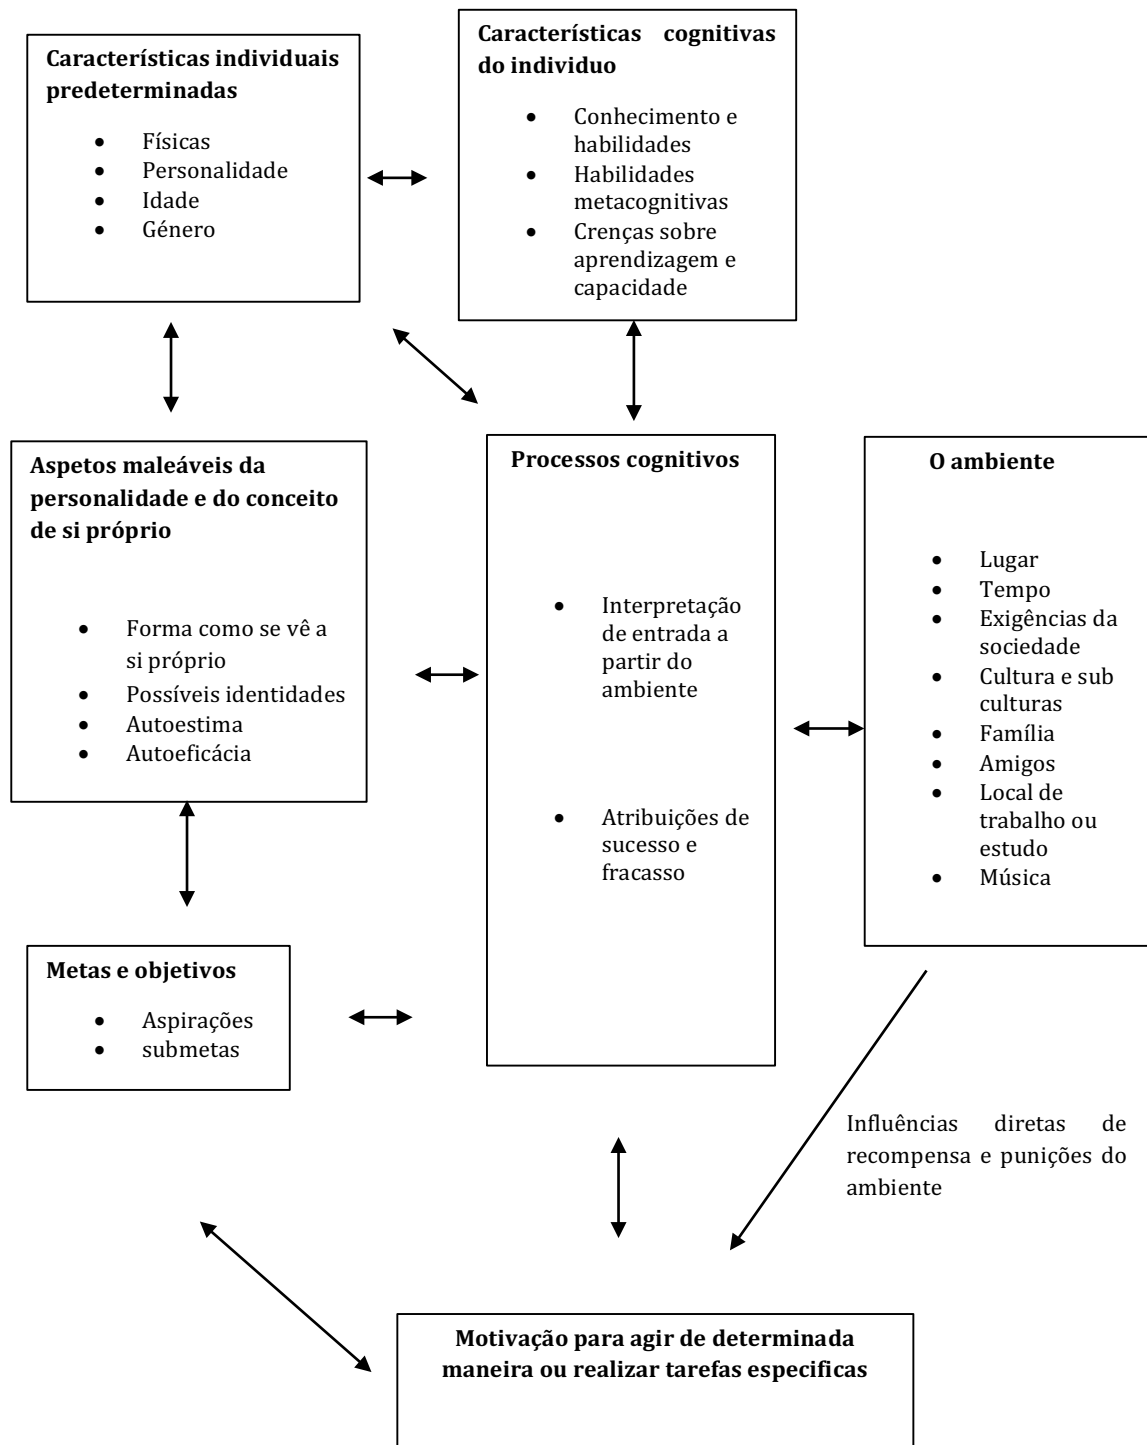 Características individuais
predeterminadas
• Físicas
• Personalidade
• Idade
• Género
Características cognitivas
do individuo
• Conhecimento e
habilidades
• Habilidades
metacognitivas
• Crenças sobre
aprendizagem e
capacidade
Aspetos maleáveis da
personalidade e do conceito
de si próprio
• Forma como se vê a
si próprio
• Possíveis identidades
• Autoestima
• Autoeficácia
Processos cognitivos
• Interpretação
de entrada a
partir do
ambiente
• Atribuições de
sucesso e
fracasso
O ambiente
• Lugar
• Tempo
• Exigências da
sociedade
• Cultura e sub
culturas
• Família
• Amigos
• Local de
trabalho ou
estudo
• Música
Metas e objetivos
• Aspirações
• submetas
Influências diretas de
recompensa e punições do
ambiente
Motivação para agir de determinada
maneira ou realizar tarefas especificas